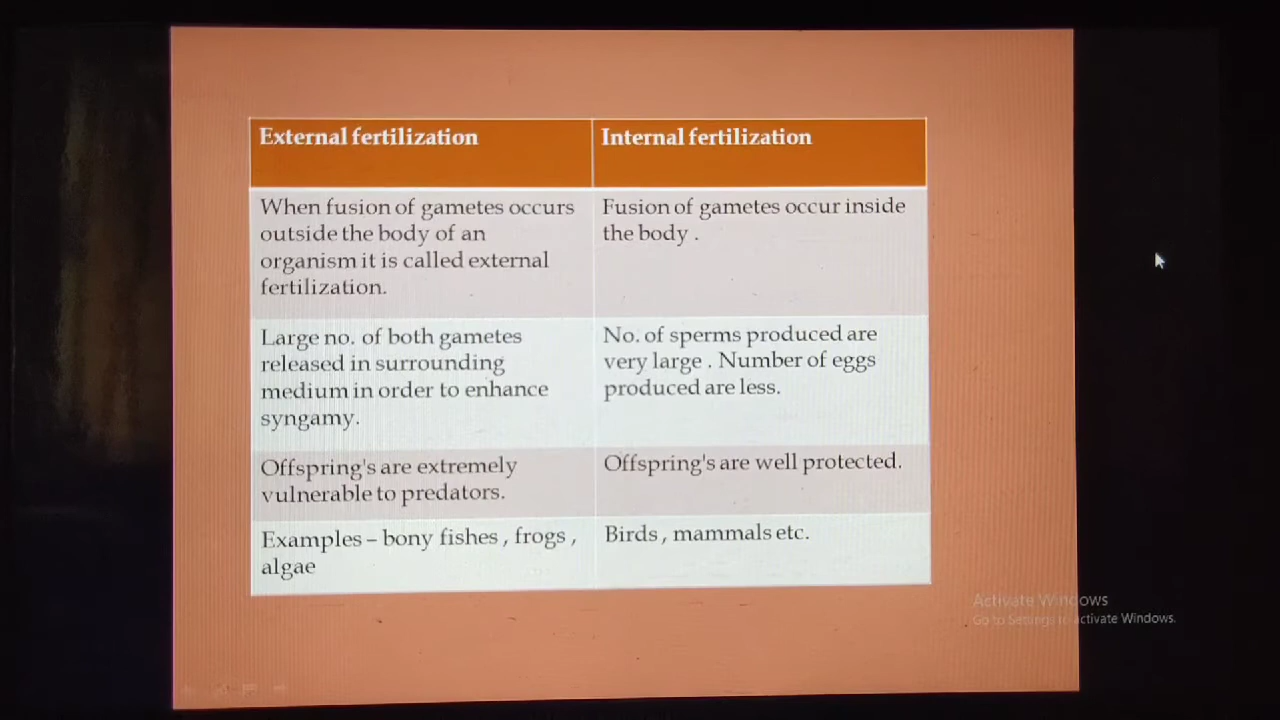 External fertilization
Internal fertilization
When fusion of gametes occurs
outside the body of an
organism it is called external
fertilization.
Fusion of gametes occur inside
the body .
Large no. of both gametes
released in surrounding
medium in order to enhance
syngamy.
No. of sperms produced are
very large . Number of eggs
produced are less.
Offspring's are extremely
vulnerable to predators.
Offspring's are well protected.
Examples – bony fishes , frogs ,
algae
Birds , mammals etc.
Activate Windows
Go to Settings to activate Windows.